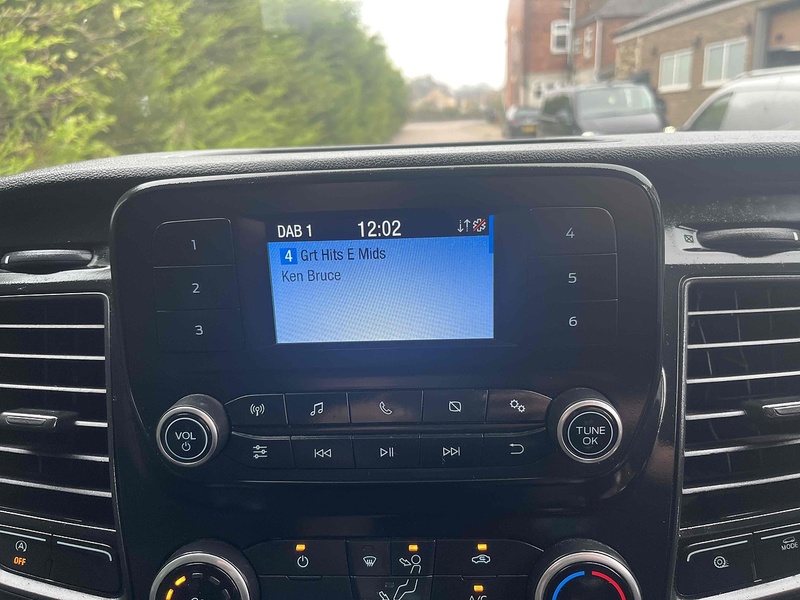 DAB 1 12:02
4 Grt Hits E Mids
Ken Bruce
1
2
3
4
5
6
VOL
TUNE
OK
A
OFF
MODE
A/C